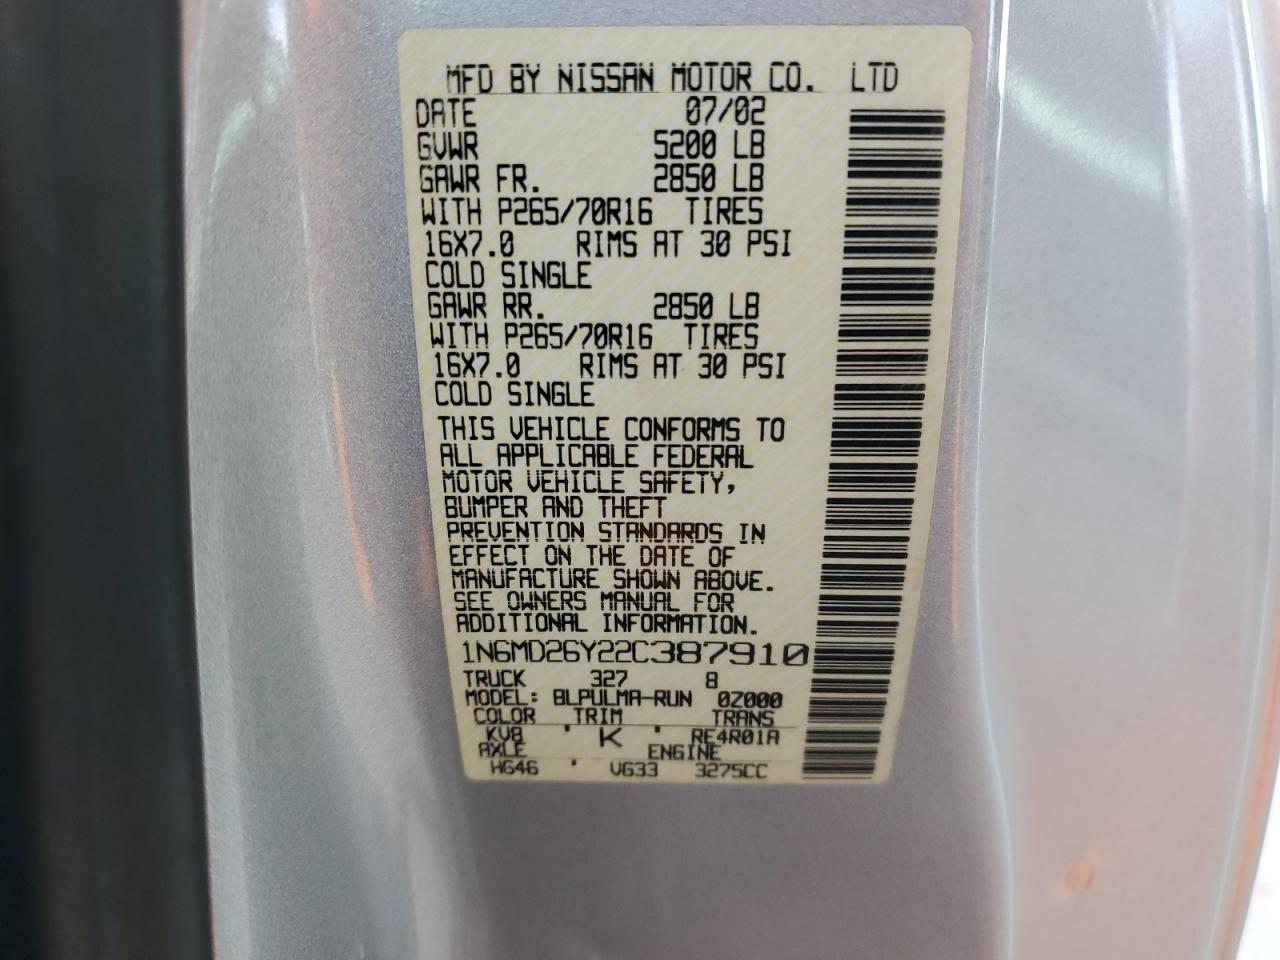 MFD BY NISSAN MOTOR CO. LTD
DATE 07/02
GVWR 5200 LB
GAWR FR. 2850 LB
WITH P265/70R16 TIRES
16X7.0 RIMS AT 30 PSI
COLD SINGLE
GAWR RR. 2850 LB
WITH P265/70R16 TIRES
16X7.0 RIMS AT 30 PSI
COLD SINGLE
THIS VEHICLE CONFORMS TO
ALL APPLICABLE FEDERAL
MOTOR VEHICLE SAFETY,
BUMPER AND THEFT
PREVENTION STANDARDS IN
EFFECT ON THE DATE OF
MANUFACTURE SHOWN ABOVE.
SEE OWNERS MANUAL FOR
ADDITIONAL INFORMATION.
1N6MD26Y22C387910
TRUCK 327 8
MODEL: BLPULMA-RUN 0Z000
COLOR TRIM TRANS
KV8 ' K ' RE4R01A
AXLE ENGINE
HG46 ' VG33 3275CC